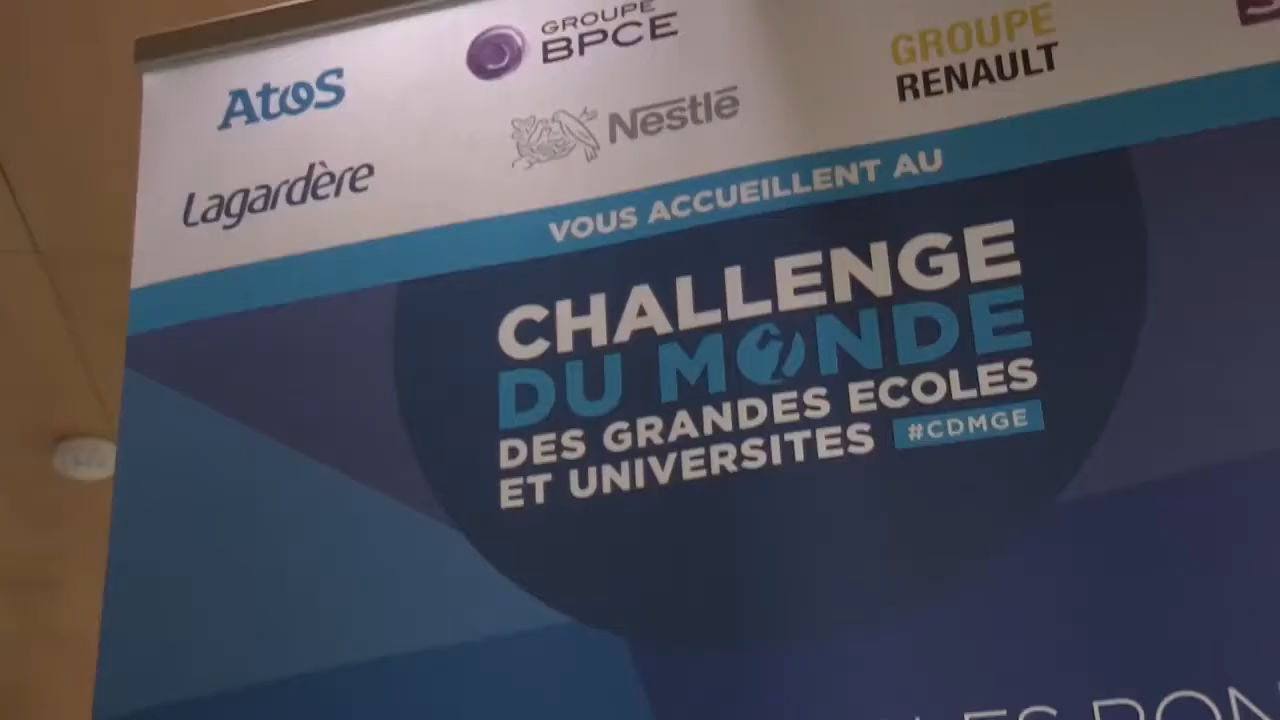 GROUPE
BPCE
Atos
GROUPE
RENAULT
Nestlé
Lagardère
VOUS ACCUEILLENT AU
CHALLENGE
DU MONDE
DES GRANDES ECOLES
ET UNIVERSITES #CDMGE